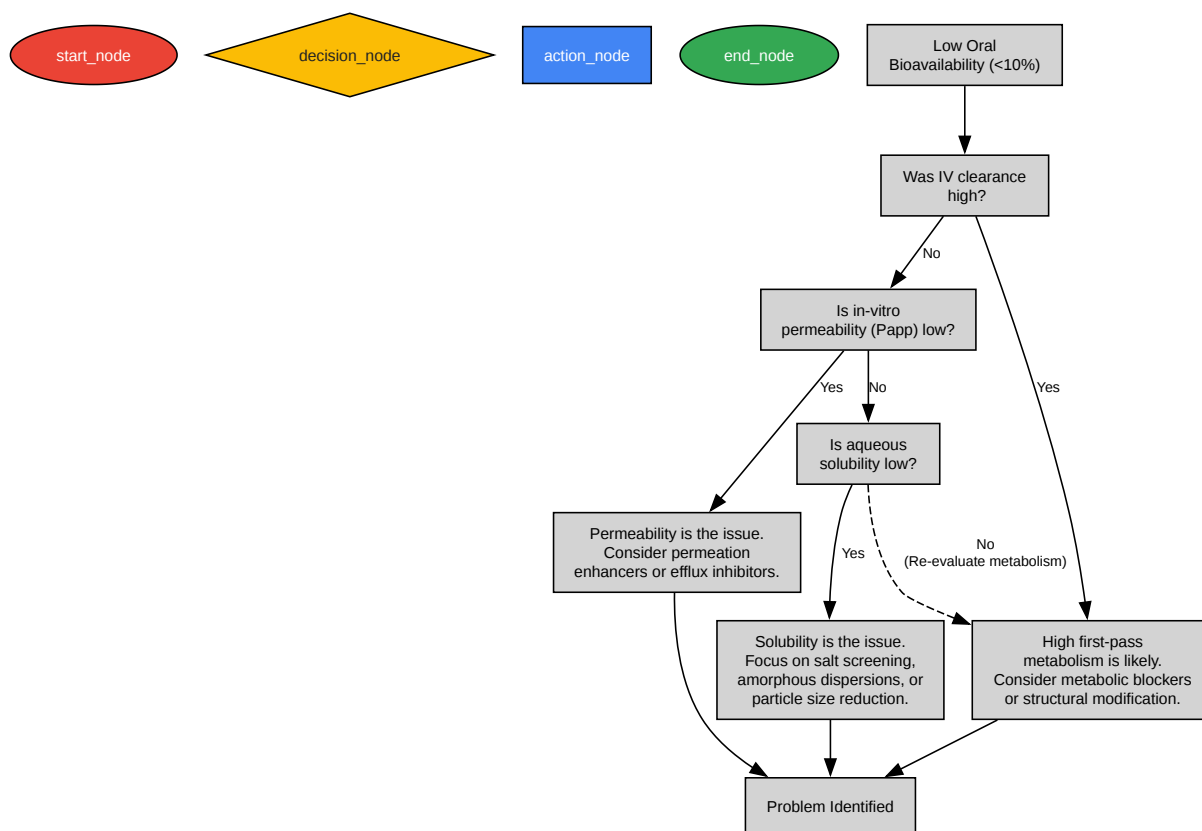 start_node
decision_node
action_node
end_node
Low Oral
Bioavailability (<10%)
Was IV clearance
high?
No
Is in-vitro
permeability (Papp) low?
Yes
No
Yes
Is aqueous
solubility low?
Permeability is the issue.
Consider permeation
enhancers or efflux inhibitors.
Yes
No
(Re-evaluate metabolism)
Solubility is the issue.
Focus on salt screening,
amorphous dispersions, or
particle size reduction.
High first-pass
metabolism is likely.
Consider metabolic blockers
or structural modification.
Problem Identified